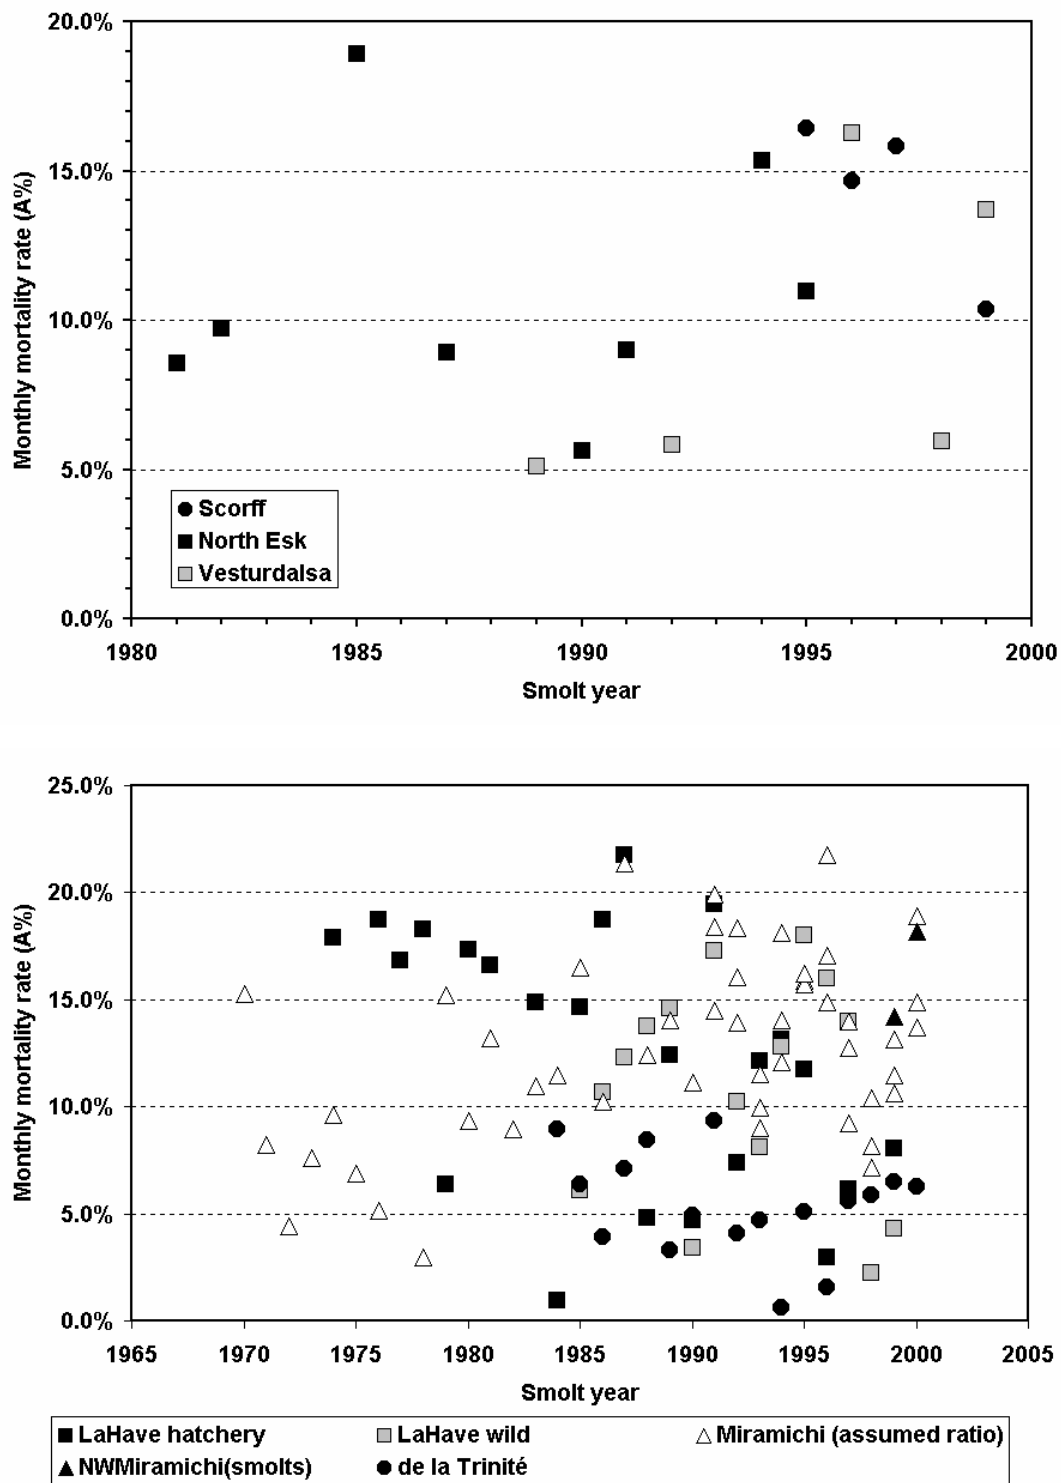 20.0%
15.0%
10.0%
5.0%
0.0%
Monthly mortality rate (A%)
Scorff
North Esk
Vesturdalsa
1980 1985 1990 1995 2000
Smolt year
25.0%
20.0%
15.0%
10.0%
5.0%
0.0%
Monthly mortality rate (A%)
1965 1970 1975 1980 1985 1990 1995 2000 2005
Smolt year
LaHave hatchery LaHave wild Miramichi (assumed ratio)
NWMiramichi(smolts) de la Trinité